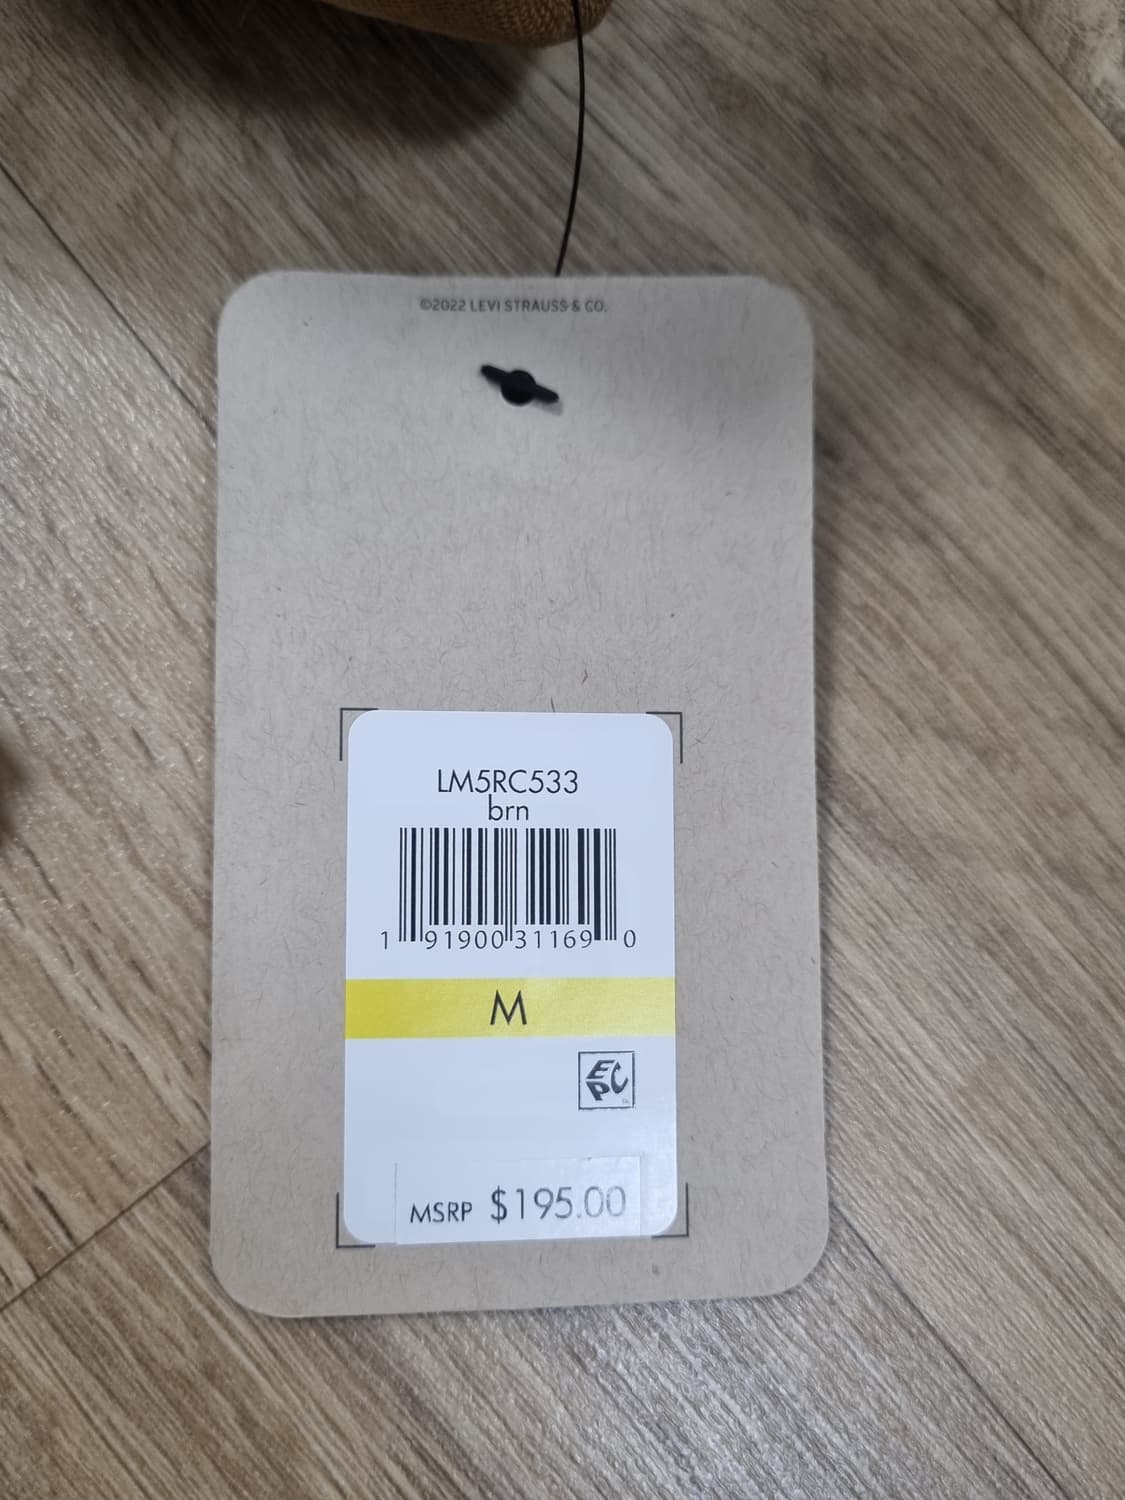 ©2022 LEVI STRAUSS & CO.
LM5RC533
brn
1 91900 31169 0
M
EPC
MSRP $195.00